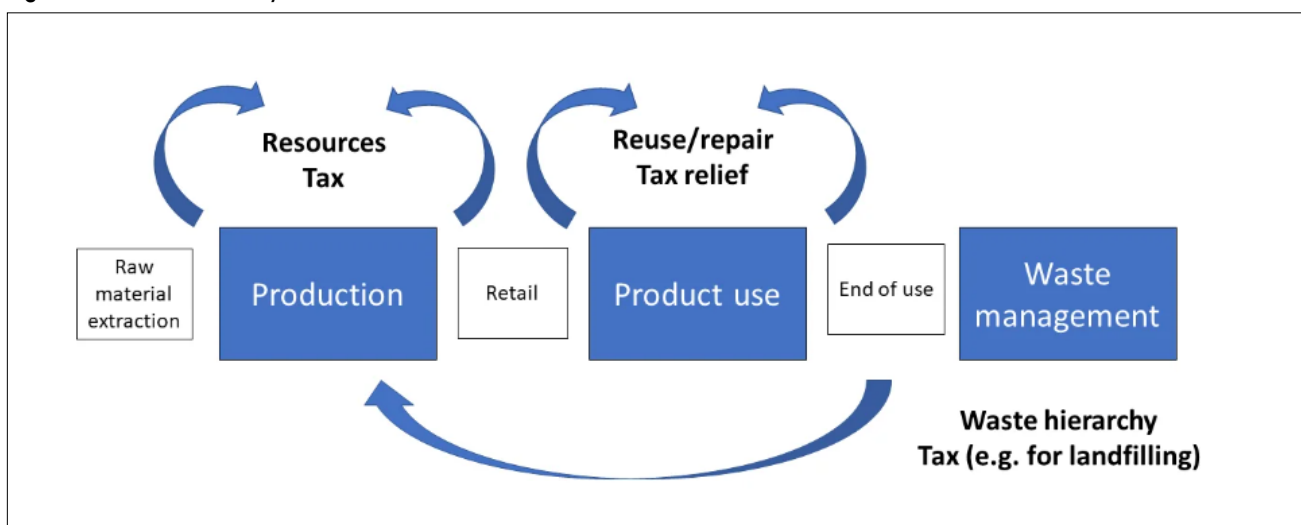 Resources
Tax
Reuse/repair
Tax relief
Raw
material
extraction
Production
Retail
Product use
End of use
Waste
management
Waste hierarchy
Tax (e.g. for landfilling)